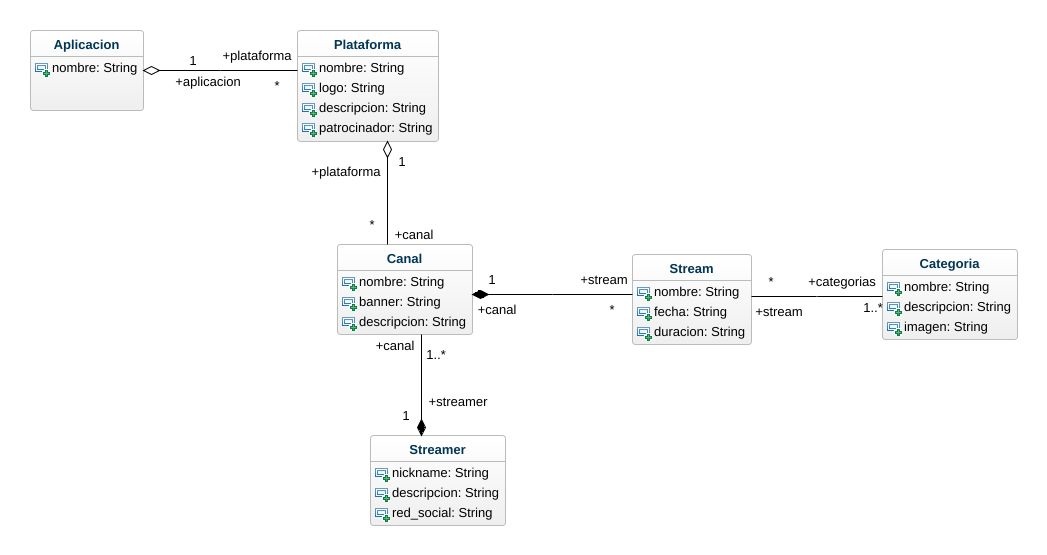 Aplicacion
nombre: String
1
+plataforma
+aplicacion
*
Plataforma
nombre: String
logo: String
descripcion: String
patrocinador: String
1
+plataforma
*
+canal
Canal
nombre: String
banner: String
descripcion: String
1
+stream
+canal
*
Stream
nombre: String
fecha: String
duracion: String
*
+categorias
+stream
1..*
Categoria
nombre: String
descripcion: String
imagen: String
+canal
1..*
+streamer
1
Streamer
nickname: String
descripcion: String
red_social: String